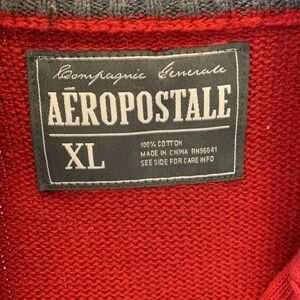 Compagnie Generale
AÉROPOSTALE
XL
100% COTTON
MADE IN CHINA RN96641
SEE SIDE FOR CARE INFO